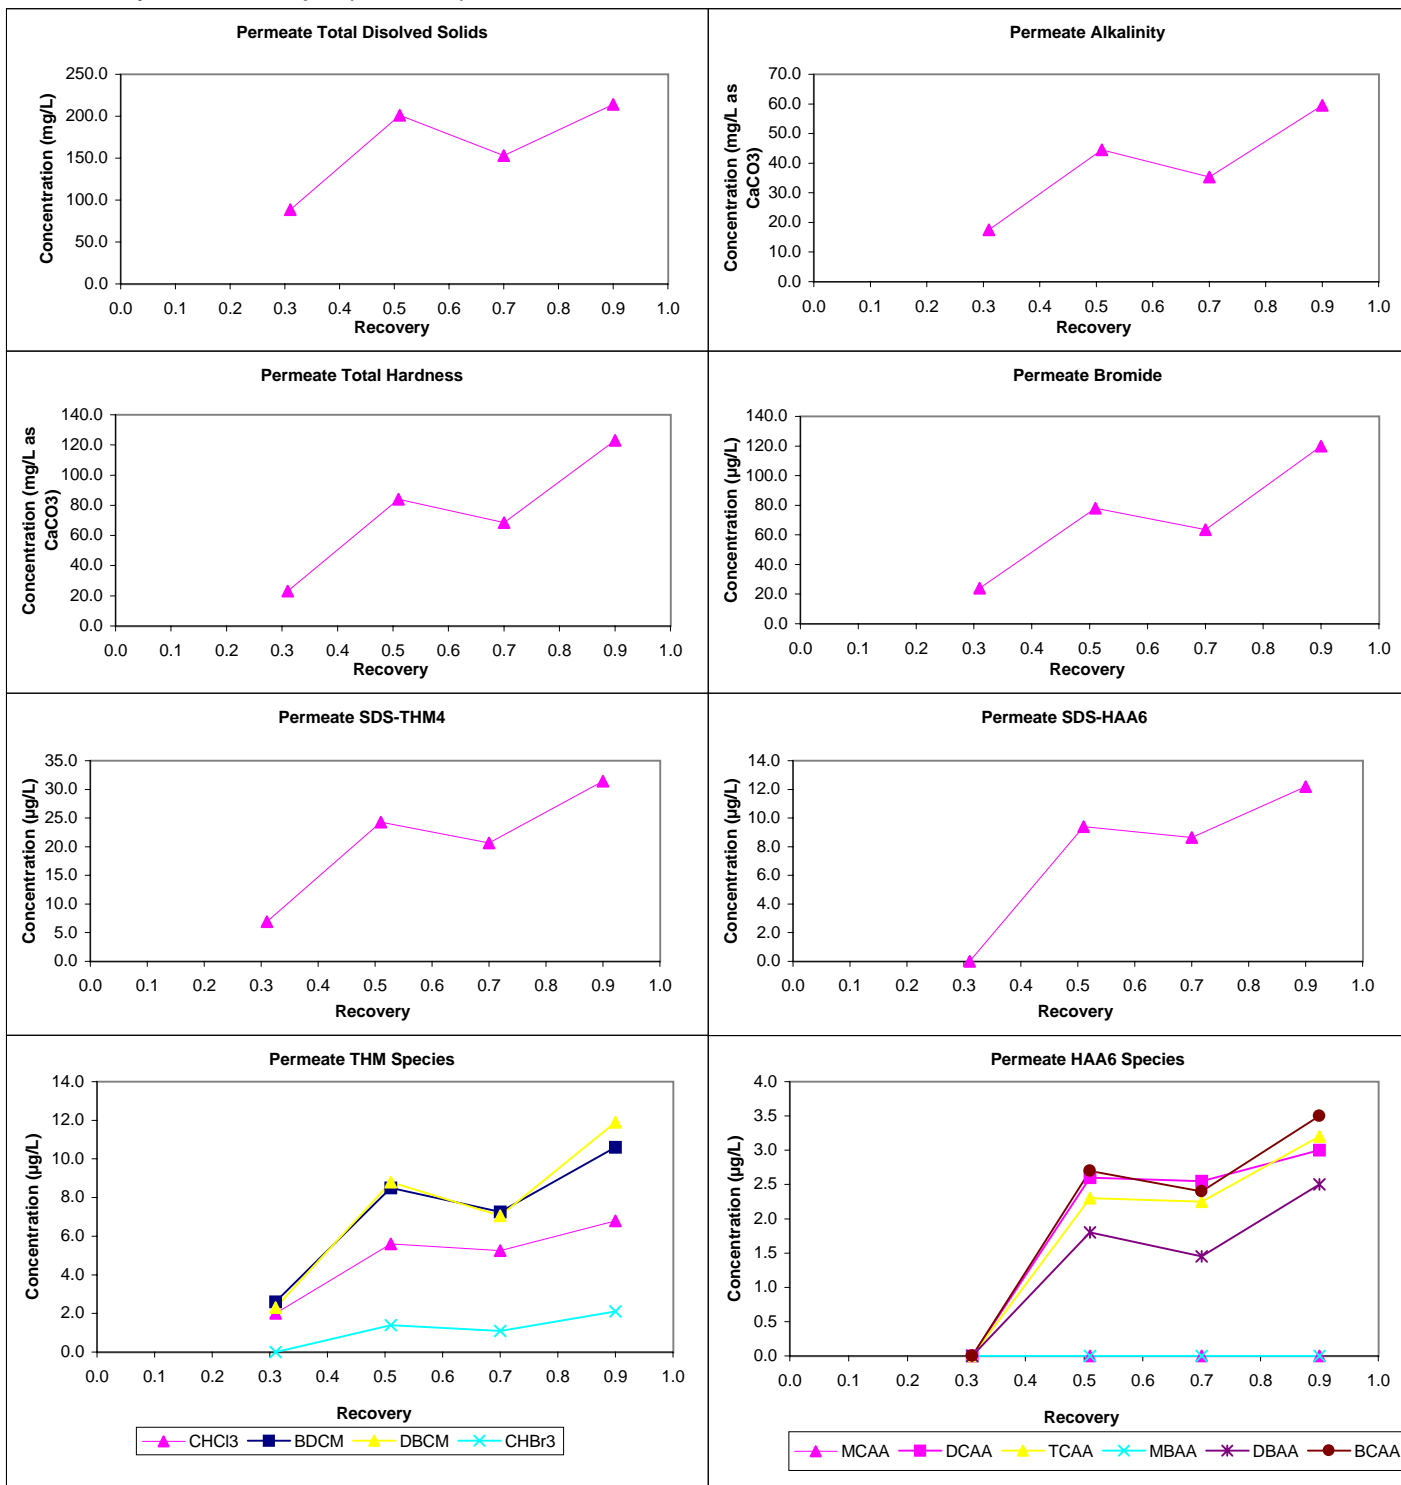 Permeate Total Disolved Solids
Concentration (mg/L)
250.0
200.0
150.0
100.0
50.0
0.0
0.0 0.1 0.2 0.3 0.4 0.5 0.6 0.7 0.8 0.9 1.0
Recovery
Permeate Alkalinity
Concentration (mg/L as
CaCO3)
70.0
60.0
50.0
40.0
30.0
20.0
10.0
0.0
0.0 0.1 0.2 0.3 0.4 0.5 0.6 0.7 0.8 0.9 1.0
Recovery
Permeate Total Hardness
Concentration (mg/L as
CaCO3)
140.0
120.0
100.0
80.0
60.0
40.0
20.0
0.0
0.0 0.1 0.2 0.3 0.4 0.5 0.6 0.7 0.8 0.9 1.0
Recovery
Permeate Bromide
Concentration (µg/L)
140.0
120.0
100.0
80.0
60.0
40.0
20.0
0.0
0.0 0.1 0.2 0.3 0.4 0.5 0.6 0.7 0.8 0.9 1.0
Recovery
Permeate SDS-THM4
Concentration (µg/L)
35.0
30.0
25.0
20.0
15.0
10.0
5.0
0.0
0.0 0.1 0.2 0.3 0.4 0.5 0.6 0.7 0.8 0.9 1.0
Recovery
Permeate SDS-HAA6
Concentration (µg/L)
14.0
12.0
10.0
8.0
6.0
4.0
2.0
0.0
0.0 0.1 0.2 0.3 0.4 0.5 0.6 0.7 0.8 0.9 1.0
Recovery
Permeate THM Species
Concentration (µg/L)
14.0
12.0
10.0
8.0
6.0
4.0
2.0
0.0
0.0 0.1 0.2 0.3 0.4 0.5 0.6 0.7 0.8 0.9 1.0
Recovery
CHCl3 BDCM DBCM CHBr3
Permeate HAA6 Species
Concentration (µg/L)
4.0
3.5
3.0
2.5
2.0
1.5
1.0
0.5
0.0
0.0 0.1 0.2 0.3 0.4 0.5 0.6 0.7 0.8 0.9 1.0
Recovery
MCAA DCAA TCAA MBAA DBAA BCAA